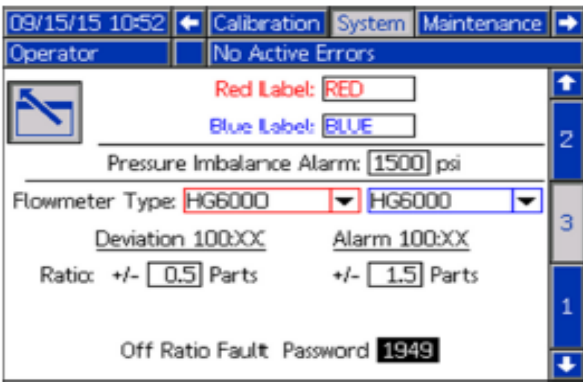 09/15/15 10:52 Calibration System Maintenance
Operator No Active Errors
Red Label: RED
Blue Label: BLUE
2
Pressure Imbalance Alarm: 1500 psi
Flowmeter Type: HG6000 HG6000
3
Deviation 100:XX Alarm 100:XX
Ratio: +/- 0.5 Parts +/- 1.5 Parts
1
Off Ratio Fault Password 1949